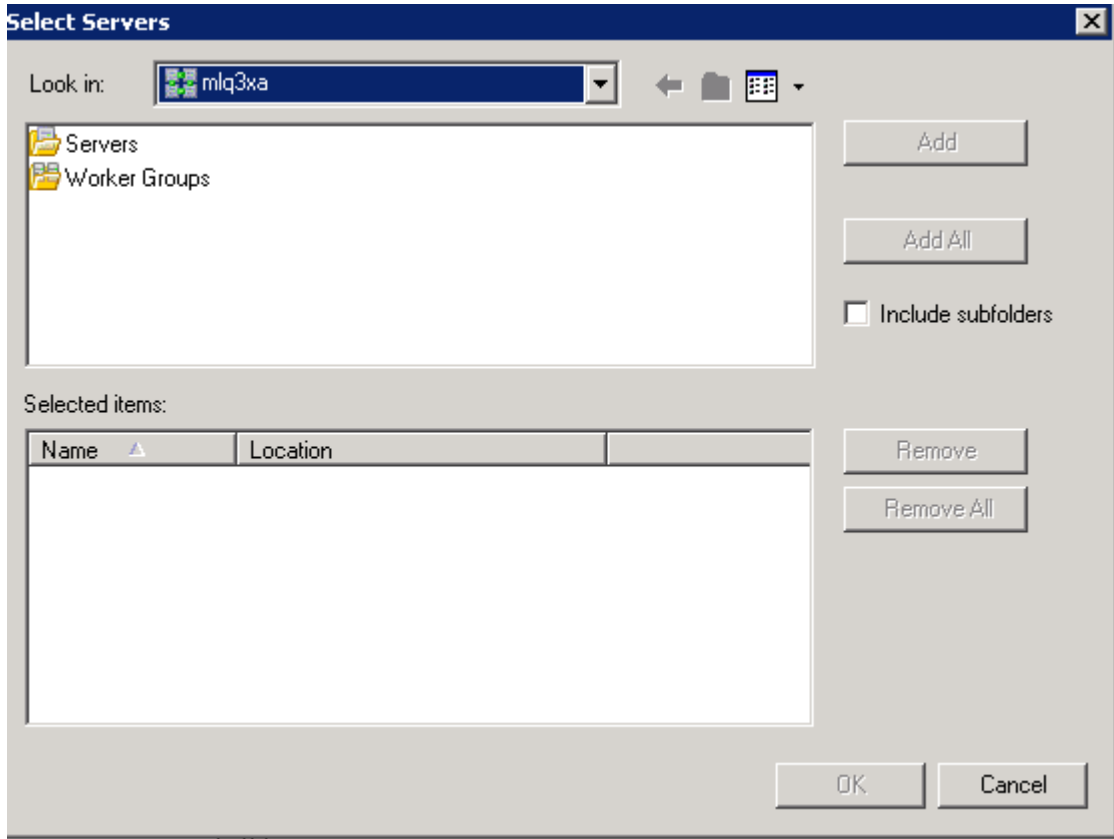 Select Servers
Look in: mlq3xa
Servers
Worker Groups
Add
Add All
Include subfolders
Selected items:
Name Location
Remove
Remove All
OK Cancel